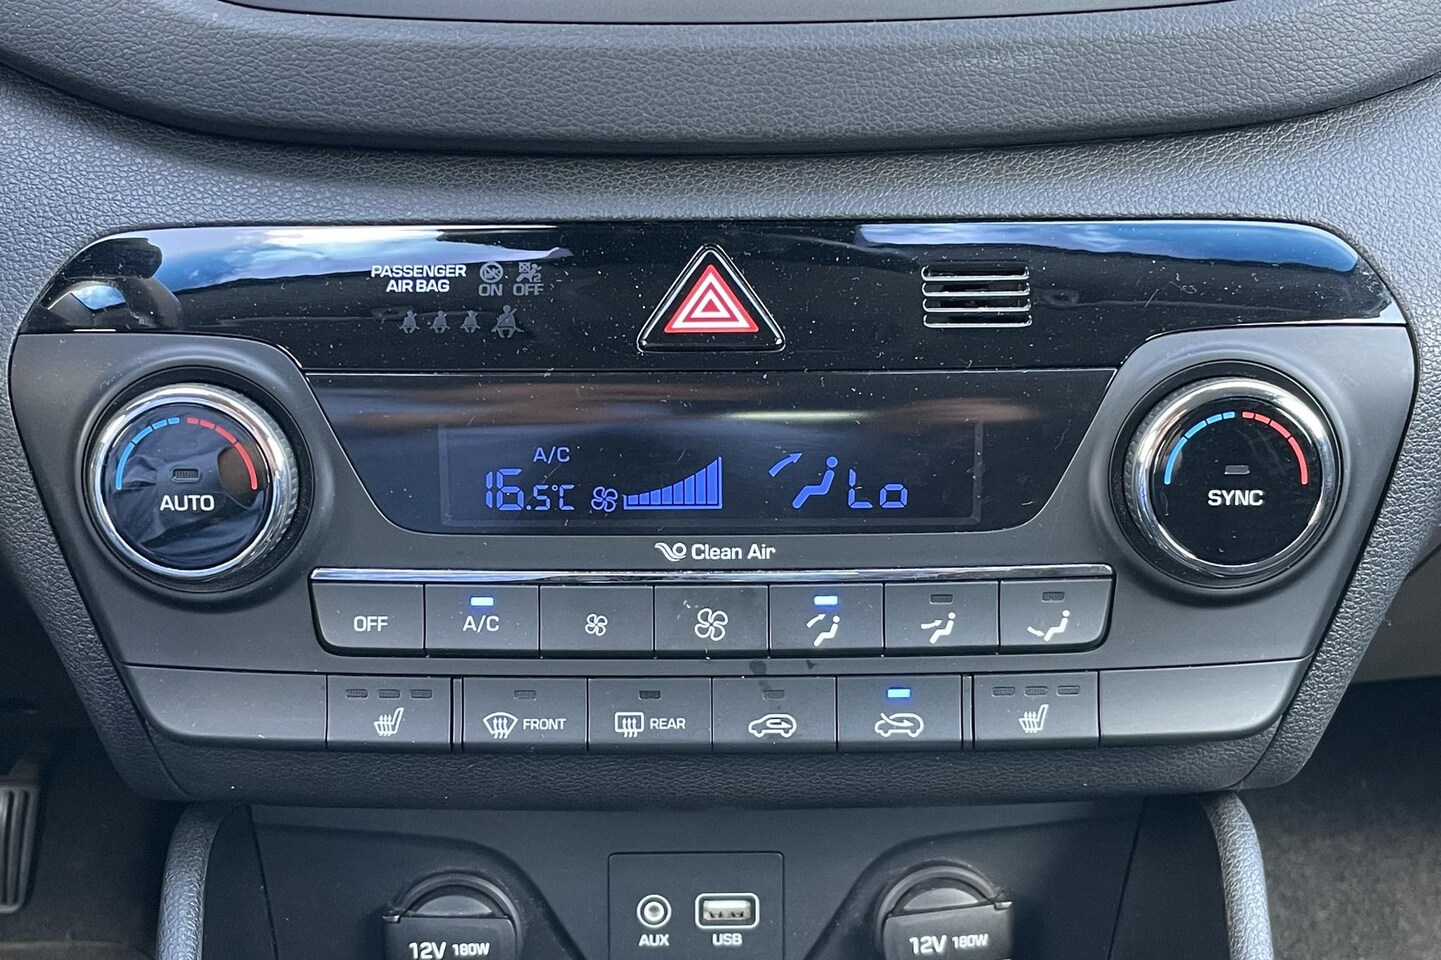 PASSENGER
AIR BAG
ON OFF
AUTO
A/C
16.5°C
Lo
SYNC
Clean Air
OFF
A/C
FRONT
REAR
12V 180W
AUX
USB
12V 180W